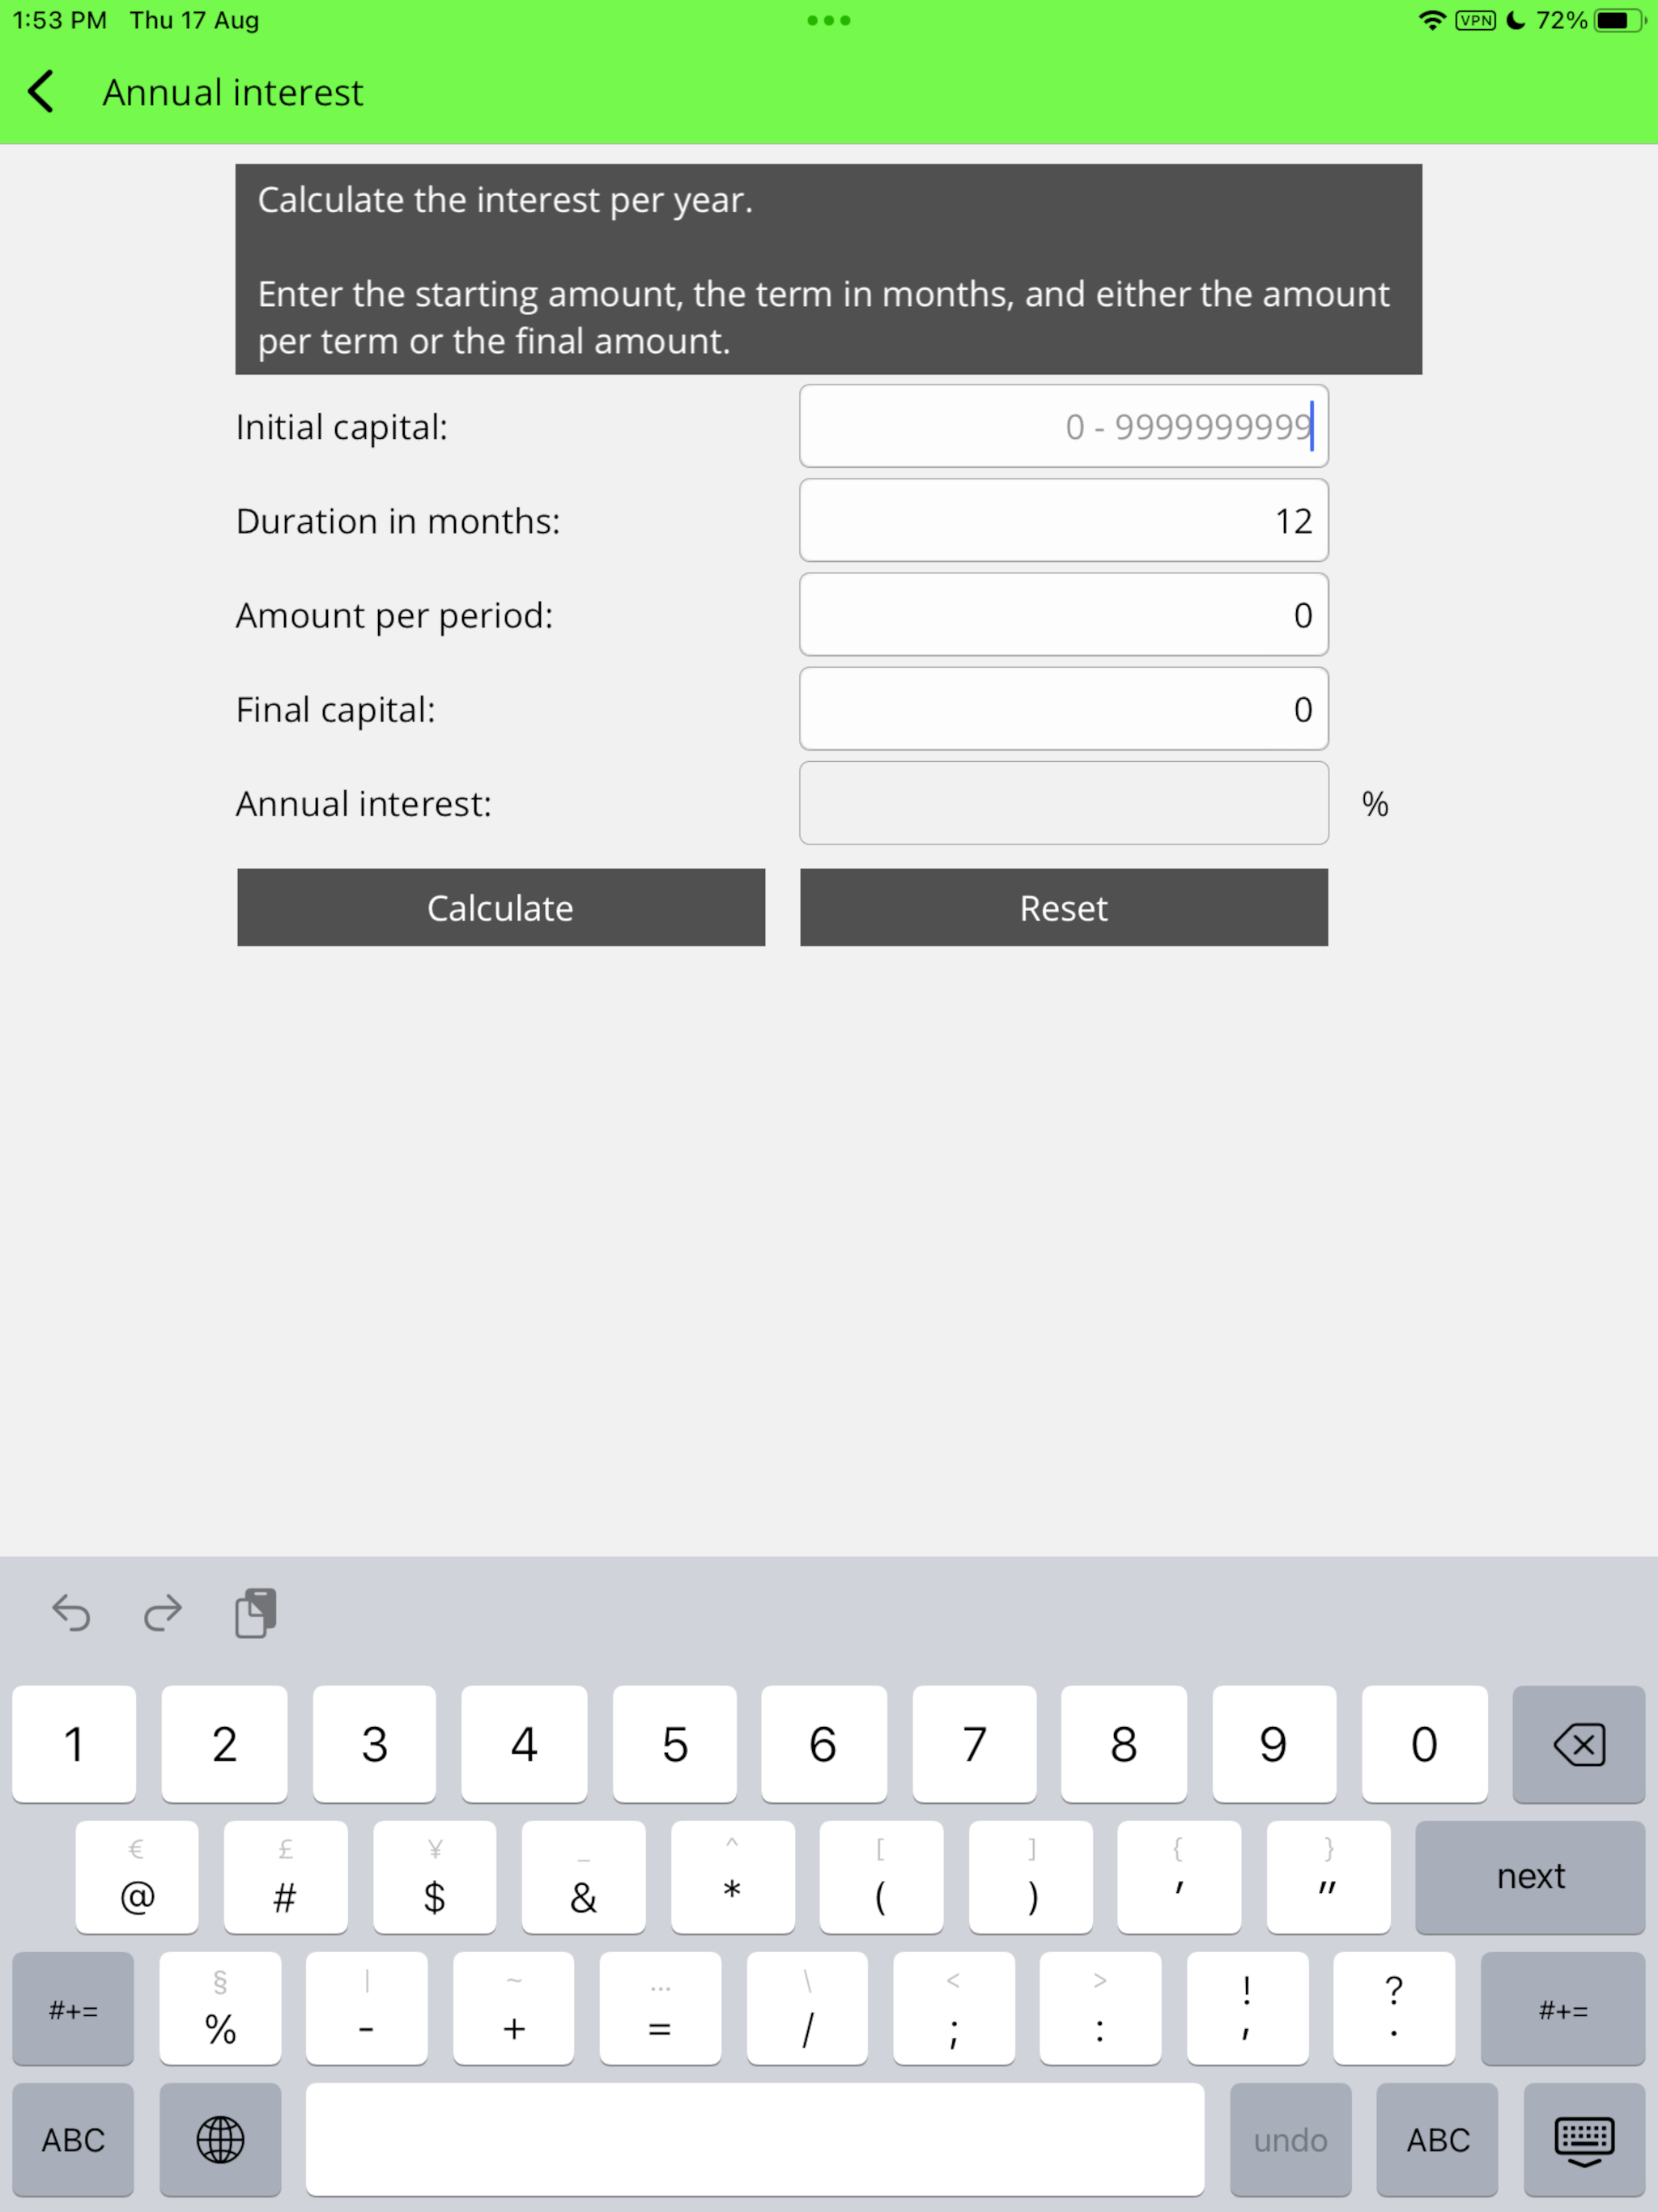 1:53 PM Thu 17 Aug
VPN 72%
Annual interest
Calculate the interest per year.
Enter the starting amount, the term in months, and either the amount
per term or the final amount.
Initial capital: 0 - 9999999999
Duration in months: 12
Amount per period: 0
Final capital: 0
Annual interest: %
Calculate Reset
1 2 3 4 5 6 7 8 9 0
€ £ ¥ _ ^ [ ] { }
@ # $ & * ( ) ' " next
§ | ~ … \ < > ! ?
#+= % - + = / ; : , . #+=
ABC undo ABC